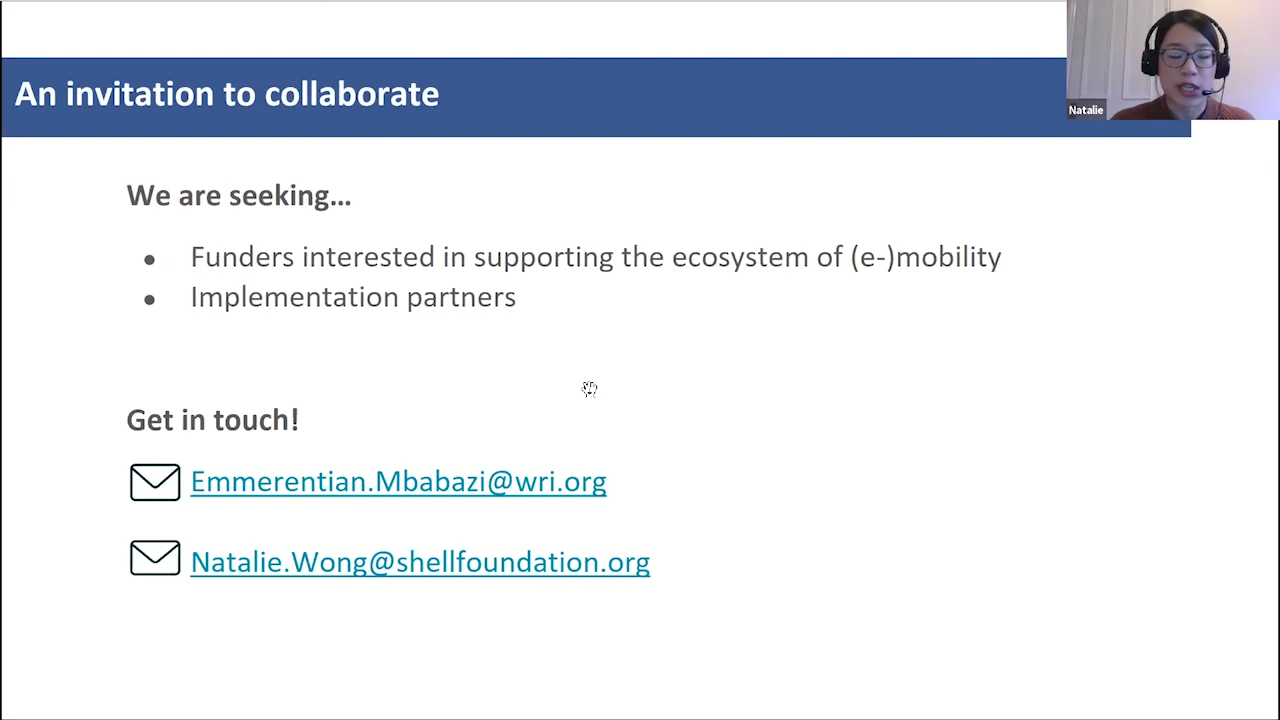 An invitation to collaborate
Natalie
We are seeking…
● Funders interested in supporting the ecosystem of (e-)mobility
● Implementation partners
Get in touch!
Emmerentian.Mbabazi@wri.org
Natalie.Wong@shellfoundation.org